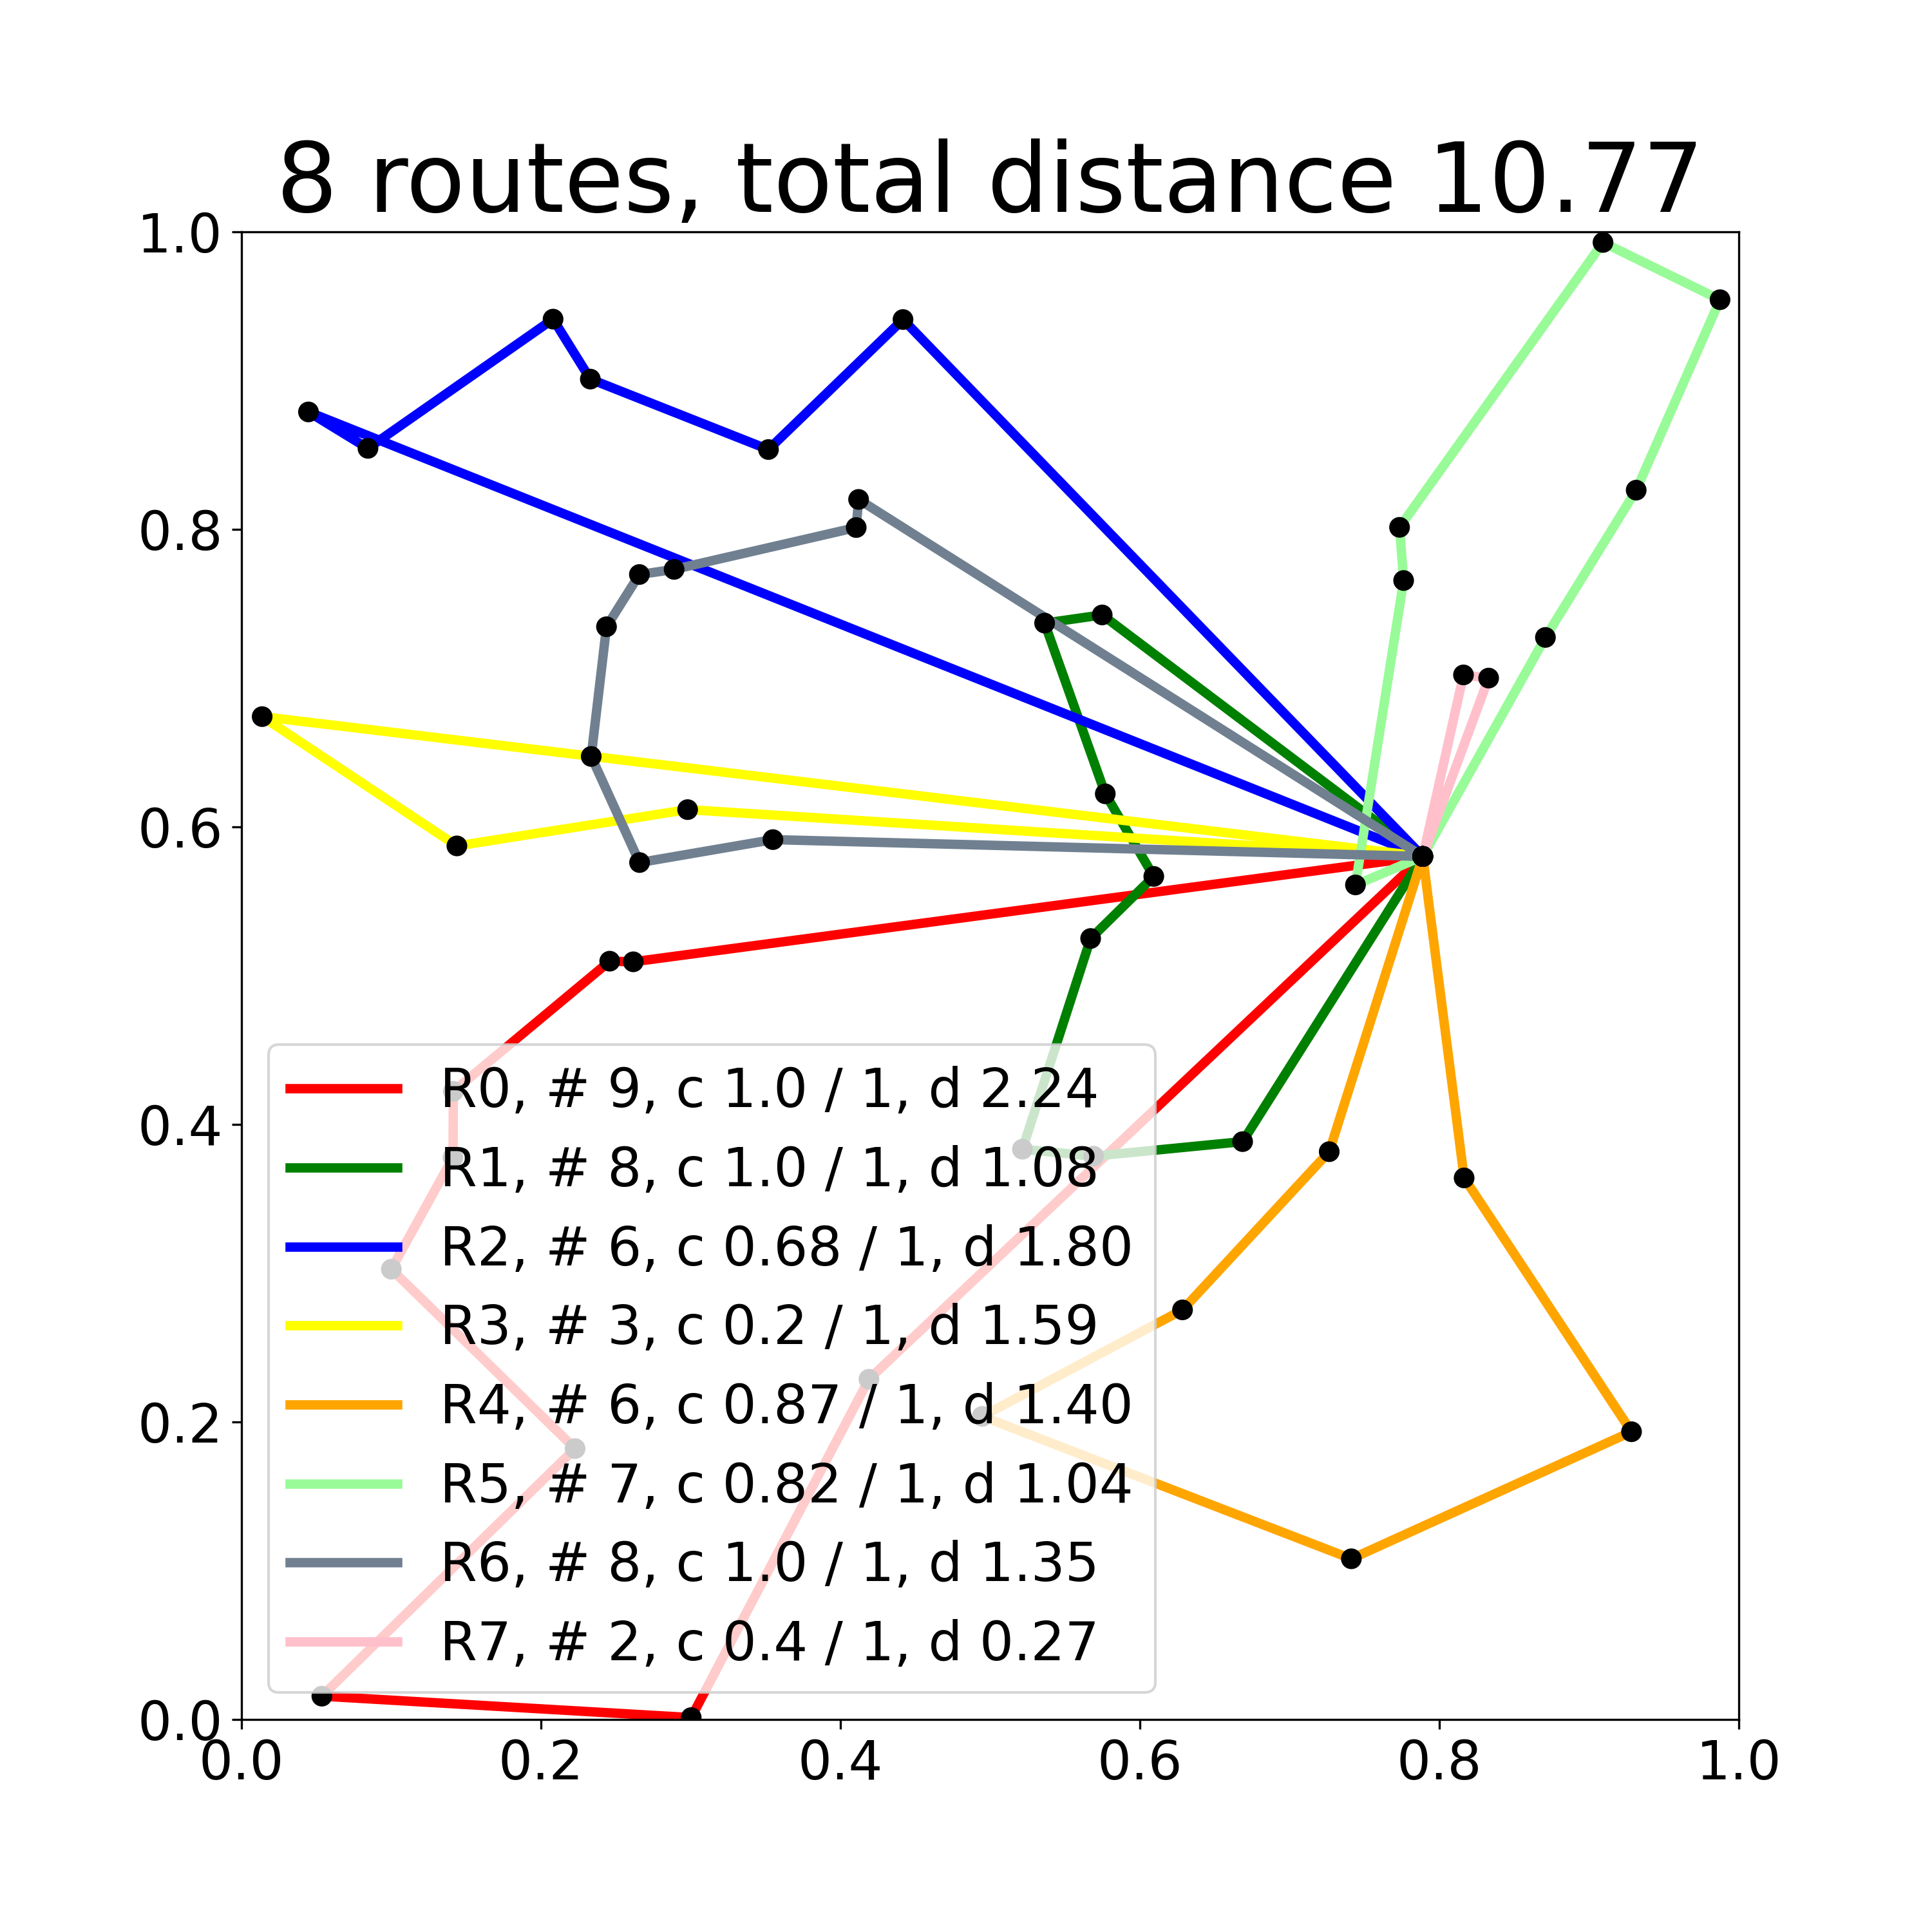 8 routes, total distance 10.77
1.0
0.8
0.6
0.4
0.2
0.0
R0, # 9, c 1.0 / 1, d 2.24
R1, # 8, c 1.0 / 1, d 1.08
R2, # 6, c 0.68 / 1, d 1.80
R3, # 3, c 0.2 / 1, d 1.59
R4, # 6, c 0.87 / 1, d 1.40
R5, # 7, c 0.82 / 1, d 1.04
R6, # 8, c 1.0 / 1, d 1.35
R7, # 2, c 0.4 / 1, d 0.27
0.0 0.2 0.4 0.6 0.8 1.0